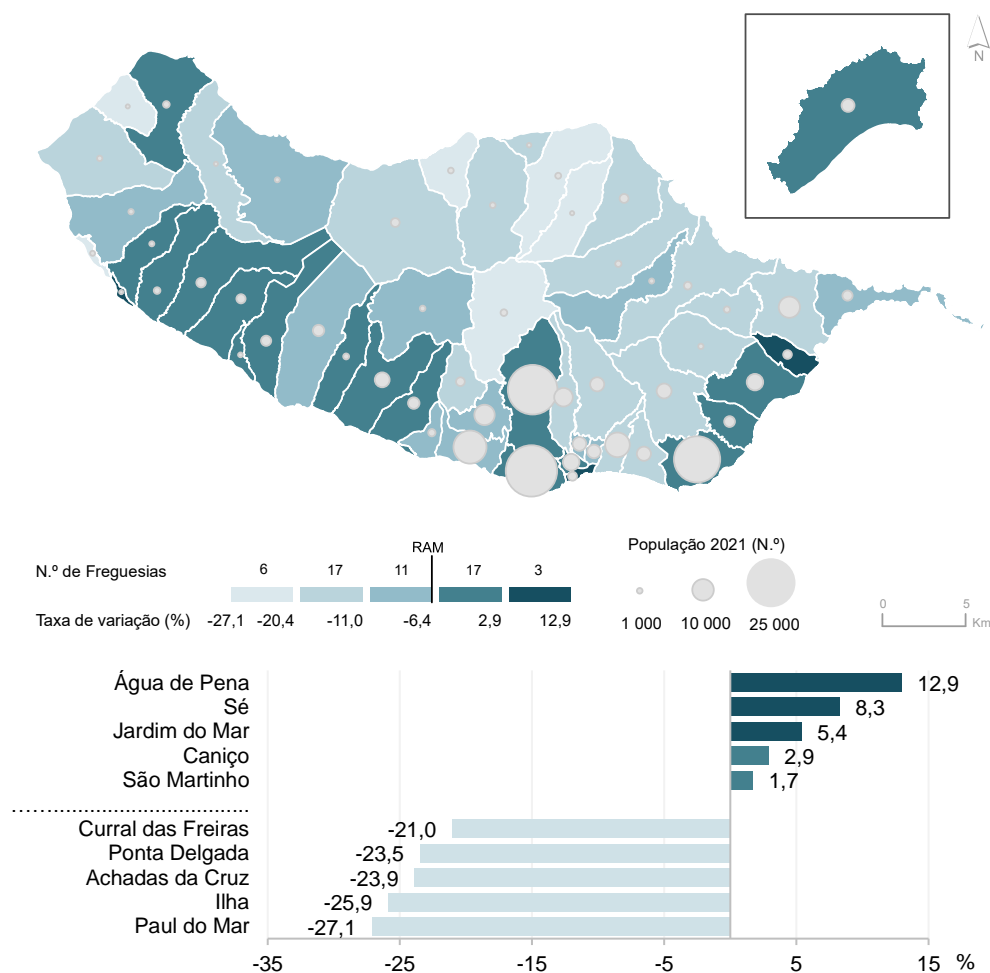 N
RAM
População 2021 (N.º)
N.º de Freguesias 6 17 11 17 3
Taxa de variação (%) -27,1 -20,4 -11,0 -6,4 2,9 12,9
1 000 10 000 25 000
0 5
Km
Água de Pena 12,9
Sé 8,3
Jardim do Mar 5,4
Caniço 2,9
São Martinho 1,7
......................................
Curral das Freiras -21,0
Ponta Delgada -23,5
Achadas da Cruz -23,9
Ilha -25,9
Paul do Mar -27,1
-35 -25 -15 -5 5 15 %